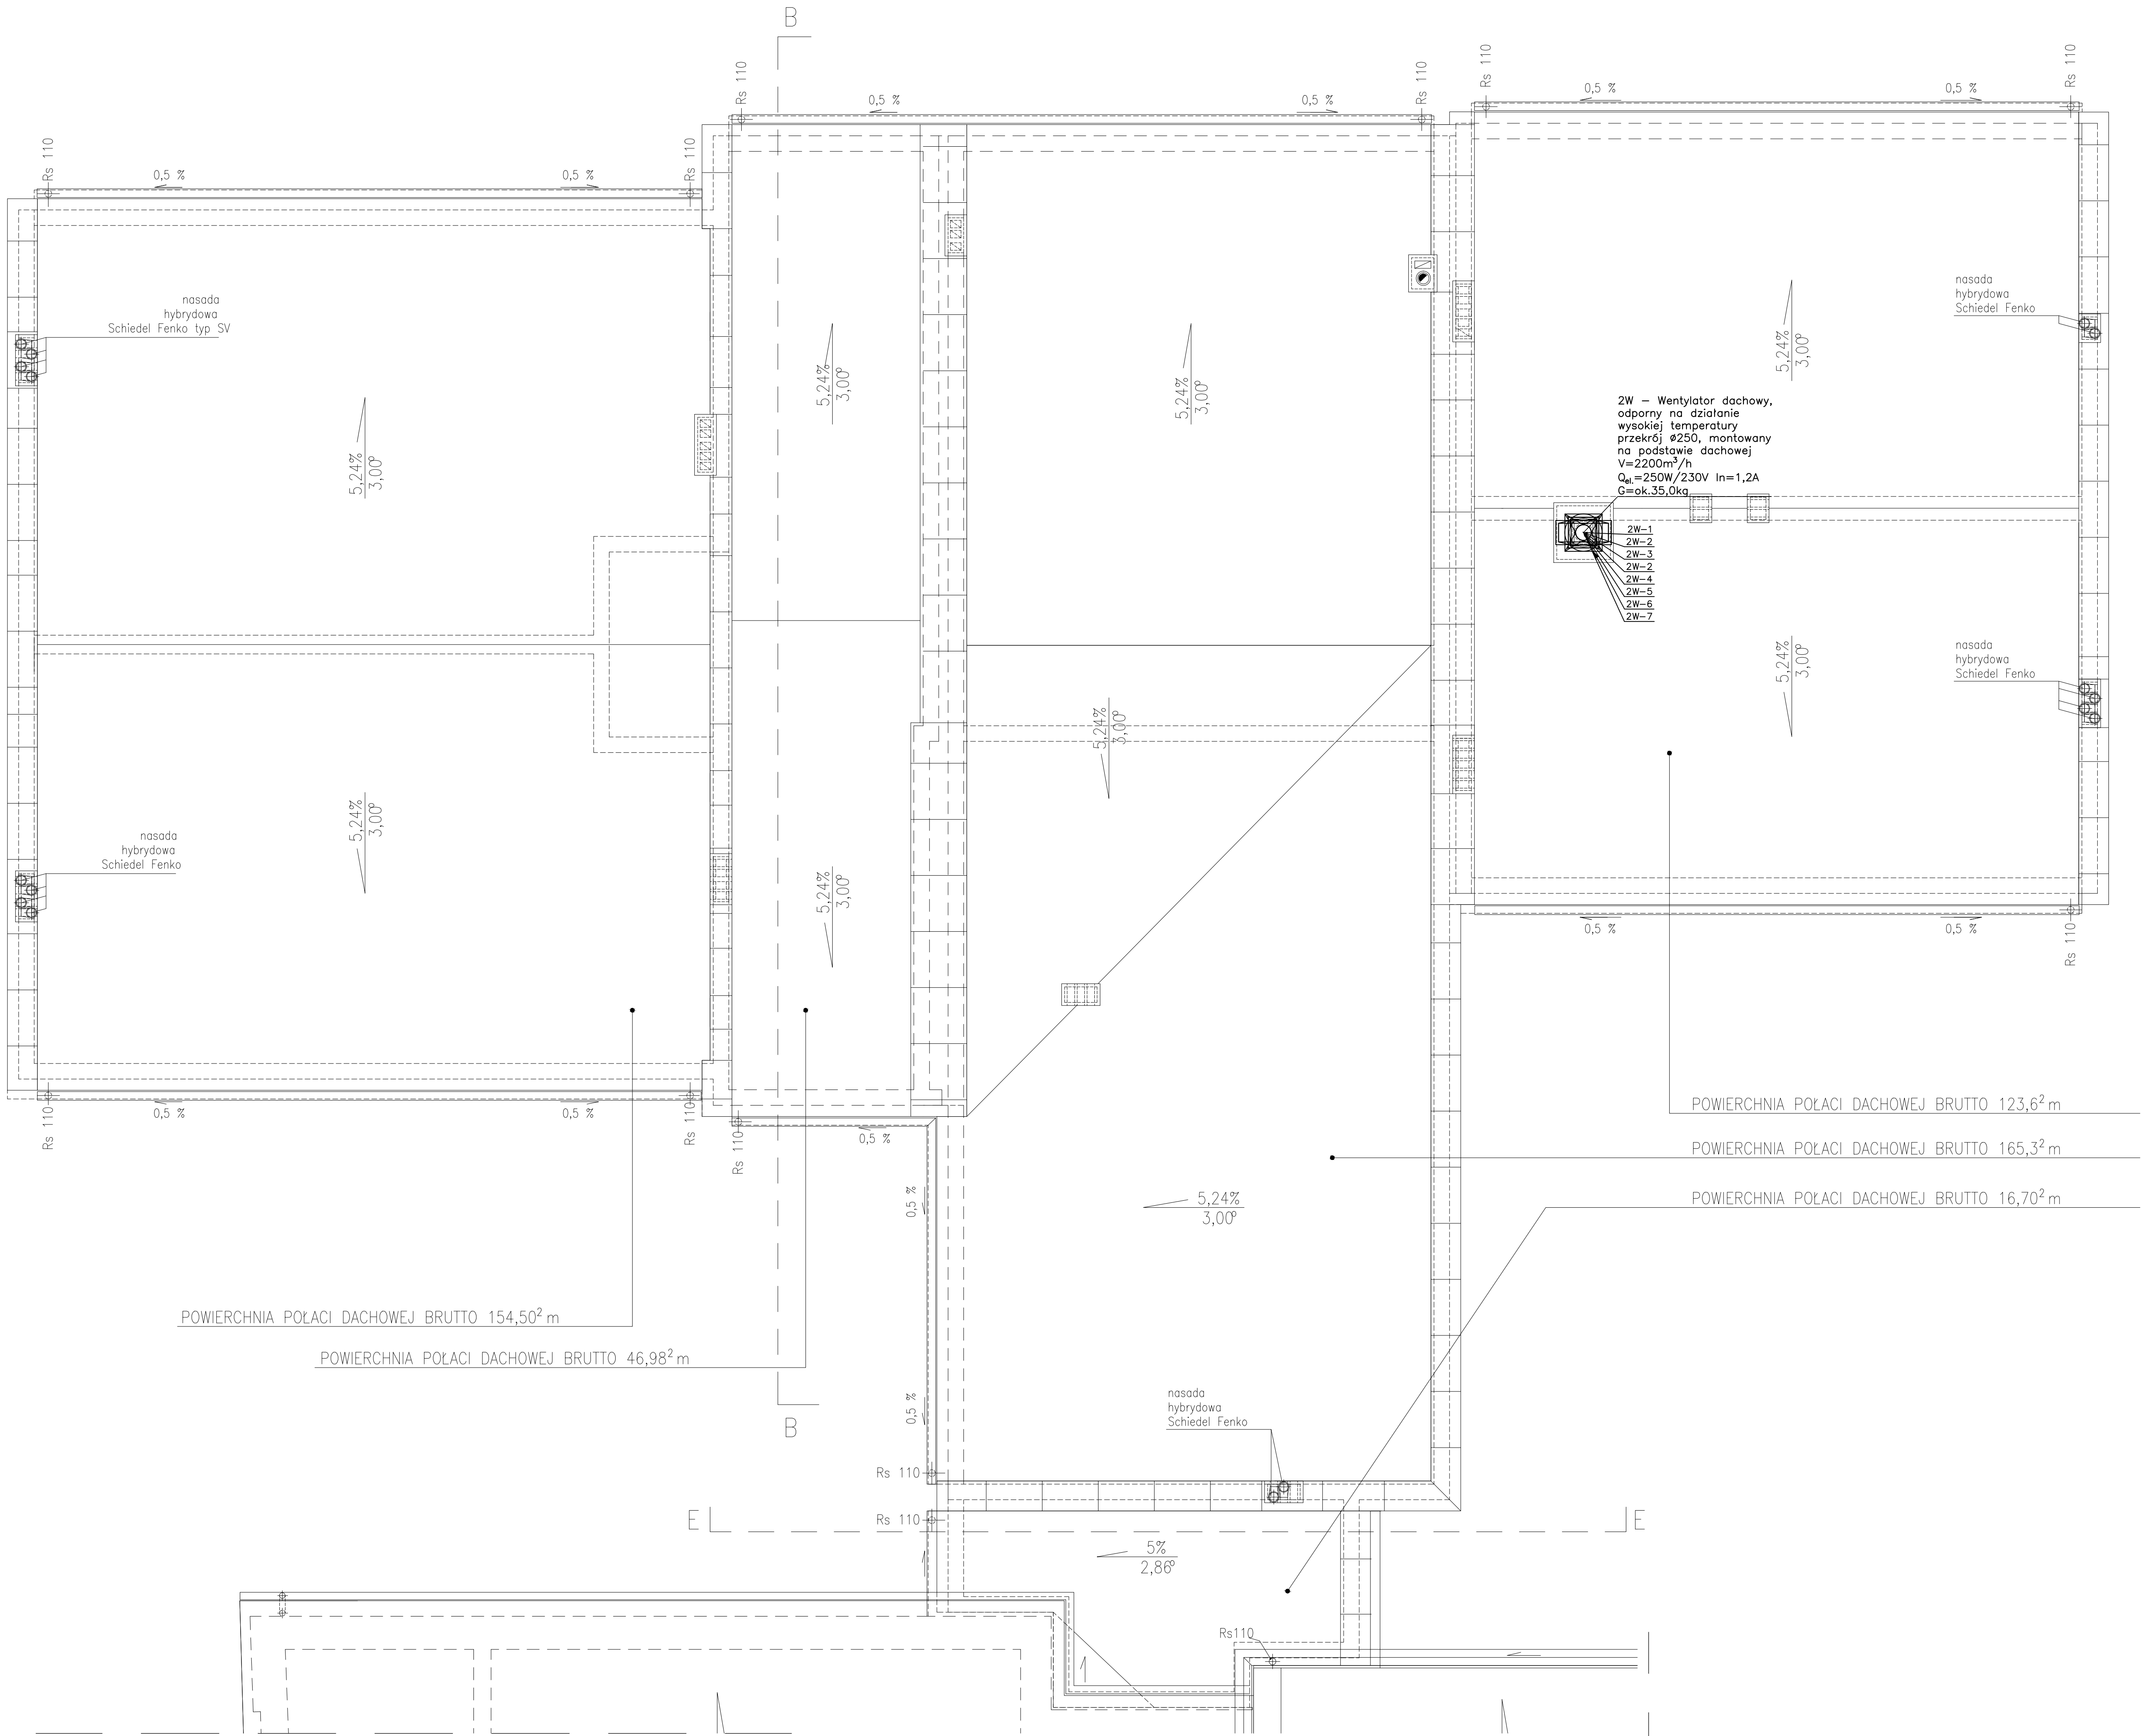 B
Rs 110
Rs 110
Rs 110
Rs 110
0,5 %
0,5 %
0,5 %
0,5 %
Rs 110
Rs 110
0,5 %
0,5 %
nasada
hybrydowa
Schiedel Fenko typ SV
nasada
hybrydowa
Schiedel Fenko
5,24%
3,00°
5,24%
3,00°
5,24%
3,00°
5,24%
3,00°
2W – Wentylator dachowy,
odporny na działanie
wysokiej temperatury
przekrój ø250, montowany
na podstawie dachowej
V=2200m³/h
Qel.=250W/230V In=1,2A
G=ok.35,0kg
2W-1
2W-2
2W-3
2W-2
2W-4
2W-5
2W-6
2W-7
nasada
hybrydowa
Schiedel Fenko
5,24%
3,00°
5,24%
3,00°
nasada
hybrydowa
Schiedel Fenko
5,24%
3,00°
5,24%
3,00°
0,5 %
0,5 %
Rs 110
0,5 %
0,5 %
Rs 110
Rs 110
Rs 110
0,5 %
POWIERCHNIA POŁACI DACHOWEJ BRUTTO 123,6² m
POWIERCHNIA POŁACI DACHOWEJ BRUTTO 165,3² m
0,5 %
5,24%
3,00°
POWIERCHNIA POŁACI DACHOWEJ BRUTTO 16,70² m
POWIERCHNIA POŁACI DACHOWEJ BRUTTO 154,50² m
POWIERCHNIA POŁACI DACHOWEJ BRUTTO 46,98² m
0,5 %
B
nasada
hybrydowa
Schiedel Fenko
Rs 110
Rs 110
E
E
5%
2,86°
Rs110